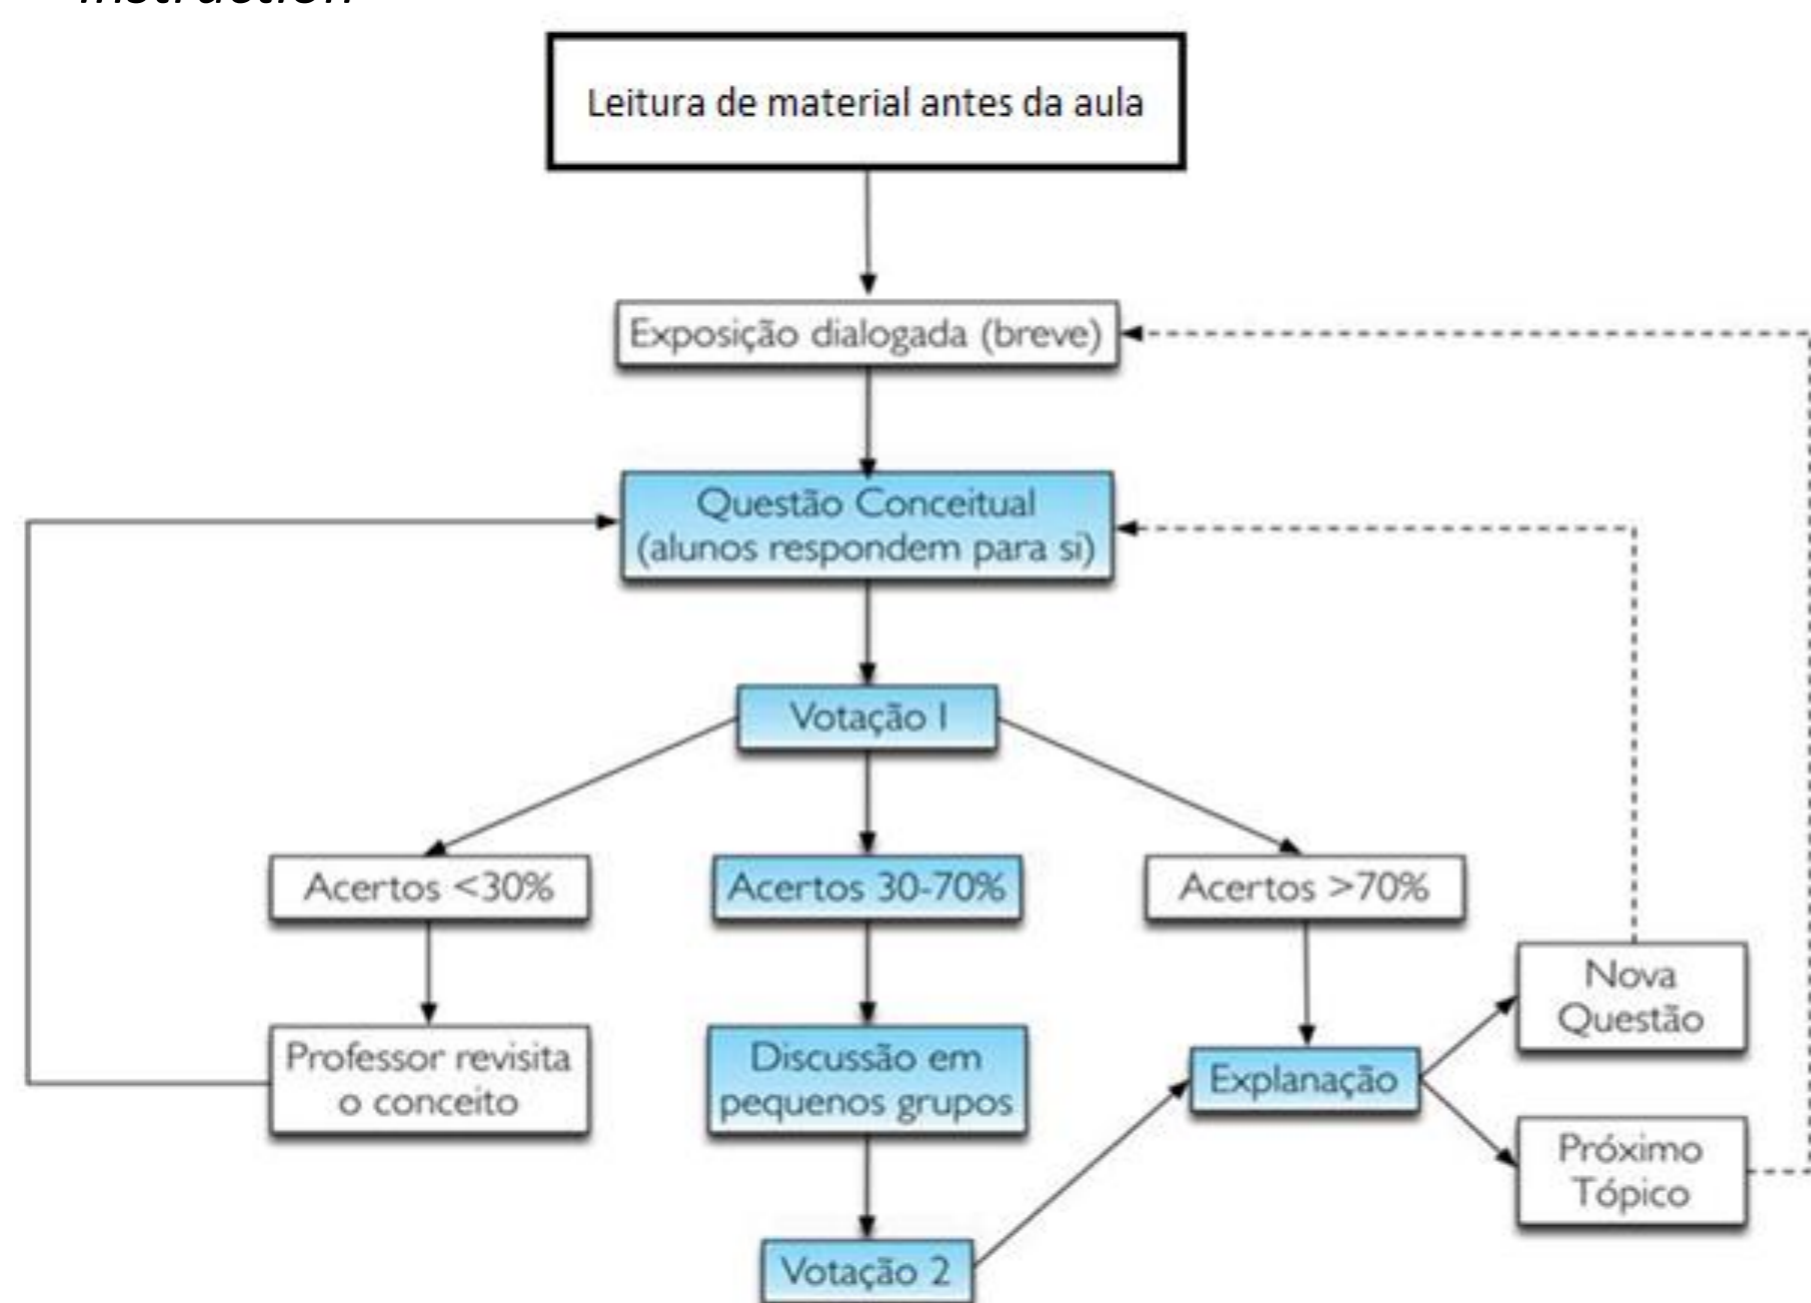 Instruction
Leitura de material antes da aula
Exposição dialogada (breve)
Questão Conceitual
(alunos respondem para si)
Votação I
Acertos <30%
Acertos 30-70%
Acertos >70%
Professor revisita
o conceito
Discussão em
pequenos grupos
Explanação
Nova
Questão
Próximo
Tópico
Votação 2